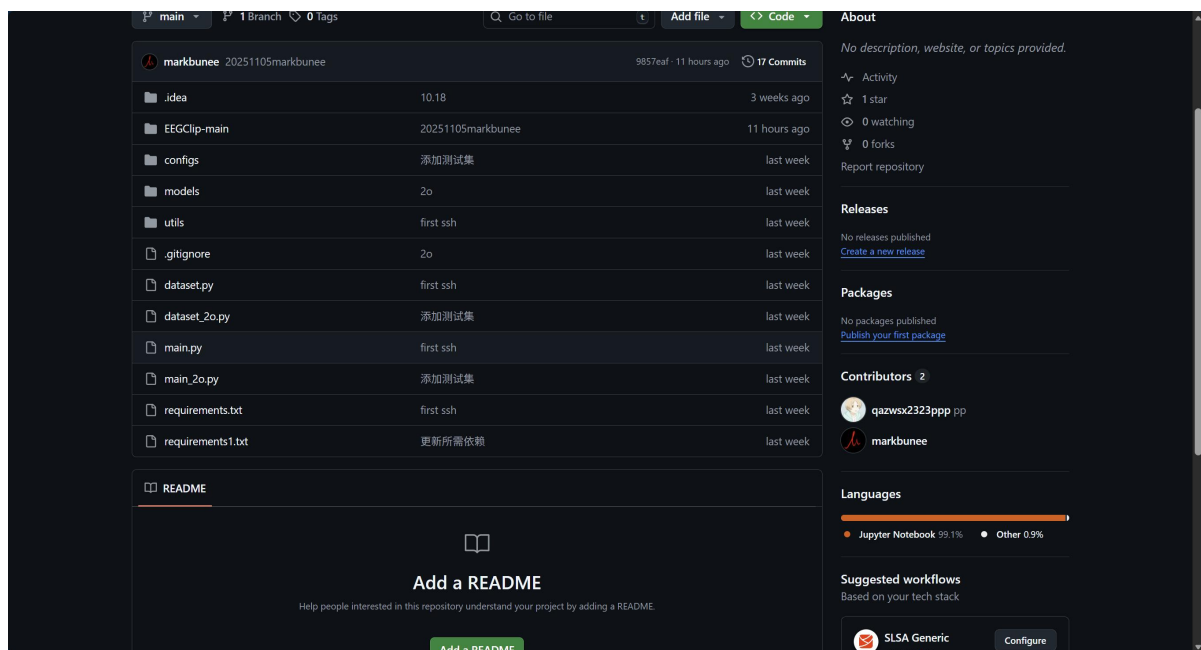 main 1 Branch 0 Tags Go to file t Add file <> Code
markbunee 20251105markbunee 9857eaf · 11 hours ago 17 Commits
.idea 10.18 3 weeks ago
EEGClip-main 20251105markbunee 11 hours ago
configs 添加测试集 last week
models 2o last week
utils first ssh last week
.gitignore 2o last week
dataset.py first ssh last week
dataset_2o.py 添加测试集 last week
main.py first ssh last week
main_2o.py 添加测试集 last week
requirements.txt first ssh last week
requirements1.txt 更新所需依赖 last week
README
Add a README
Help people interested in this repository understand your project by adding a README.
Add a README
About
No description, website, or topics provided.
Activity
1 star
0 watching
0 forks
Report repository
Releases
No releases published
Create a new release
Packages
No packages published
Publish your first package
Contributors 2
qazwsx2323ppp pp
markbunee
Languages
Jupyter Notebook 99.1% Other 0.9%
Suggested workflows
Based on your tech stack
SLSA Generic Configure